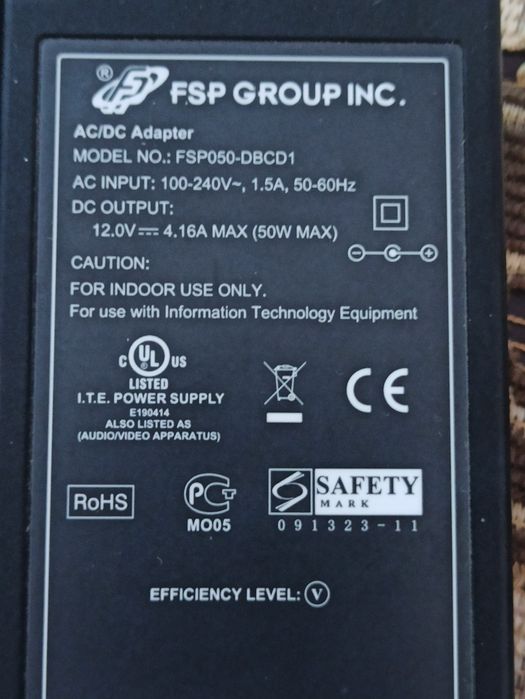 ® FSP GROUP INC.
AC/DC Adapter
MODEL NO.: FSP050-DBCD1
AC INPUT: 100-240V~, 1.5A, 50-60Hz
DC OUTPUT:
12.0V⎓ 4.16A MAX (50W MAX)
CAUTION:
FOR INDOOR USE ONLY.
For use with Information Technology Equipment
c UL ® US
LISTED
I.T.E. POWER SUPPLY
E190414
ALSO LISTED AS
(AUDIO/VIDEO APPARATUS)
CE
RoHS
PCT
MO05
S SAFETY
MARK
091323-11
EFFICIENCY LEVEL: V